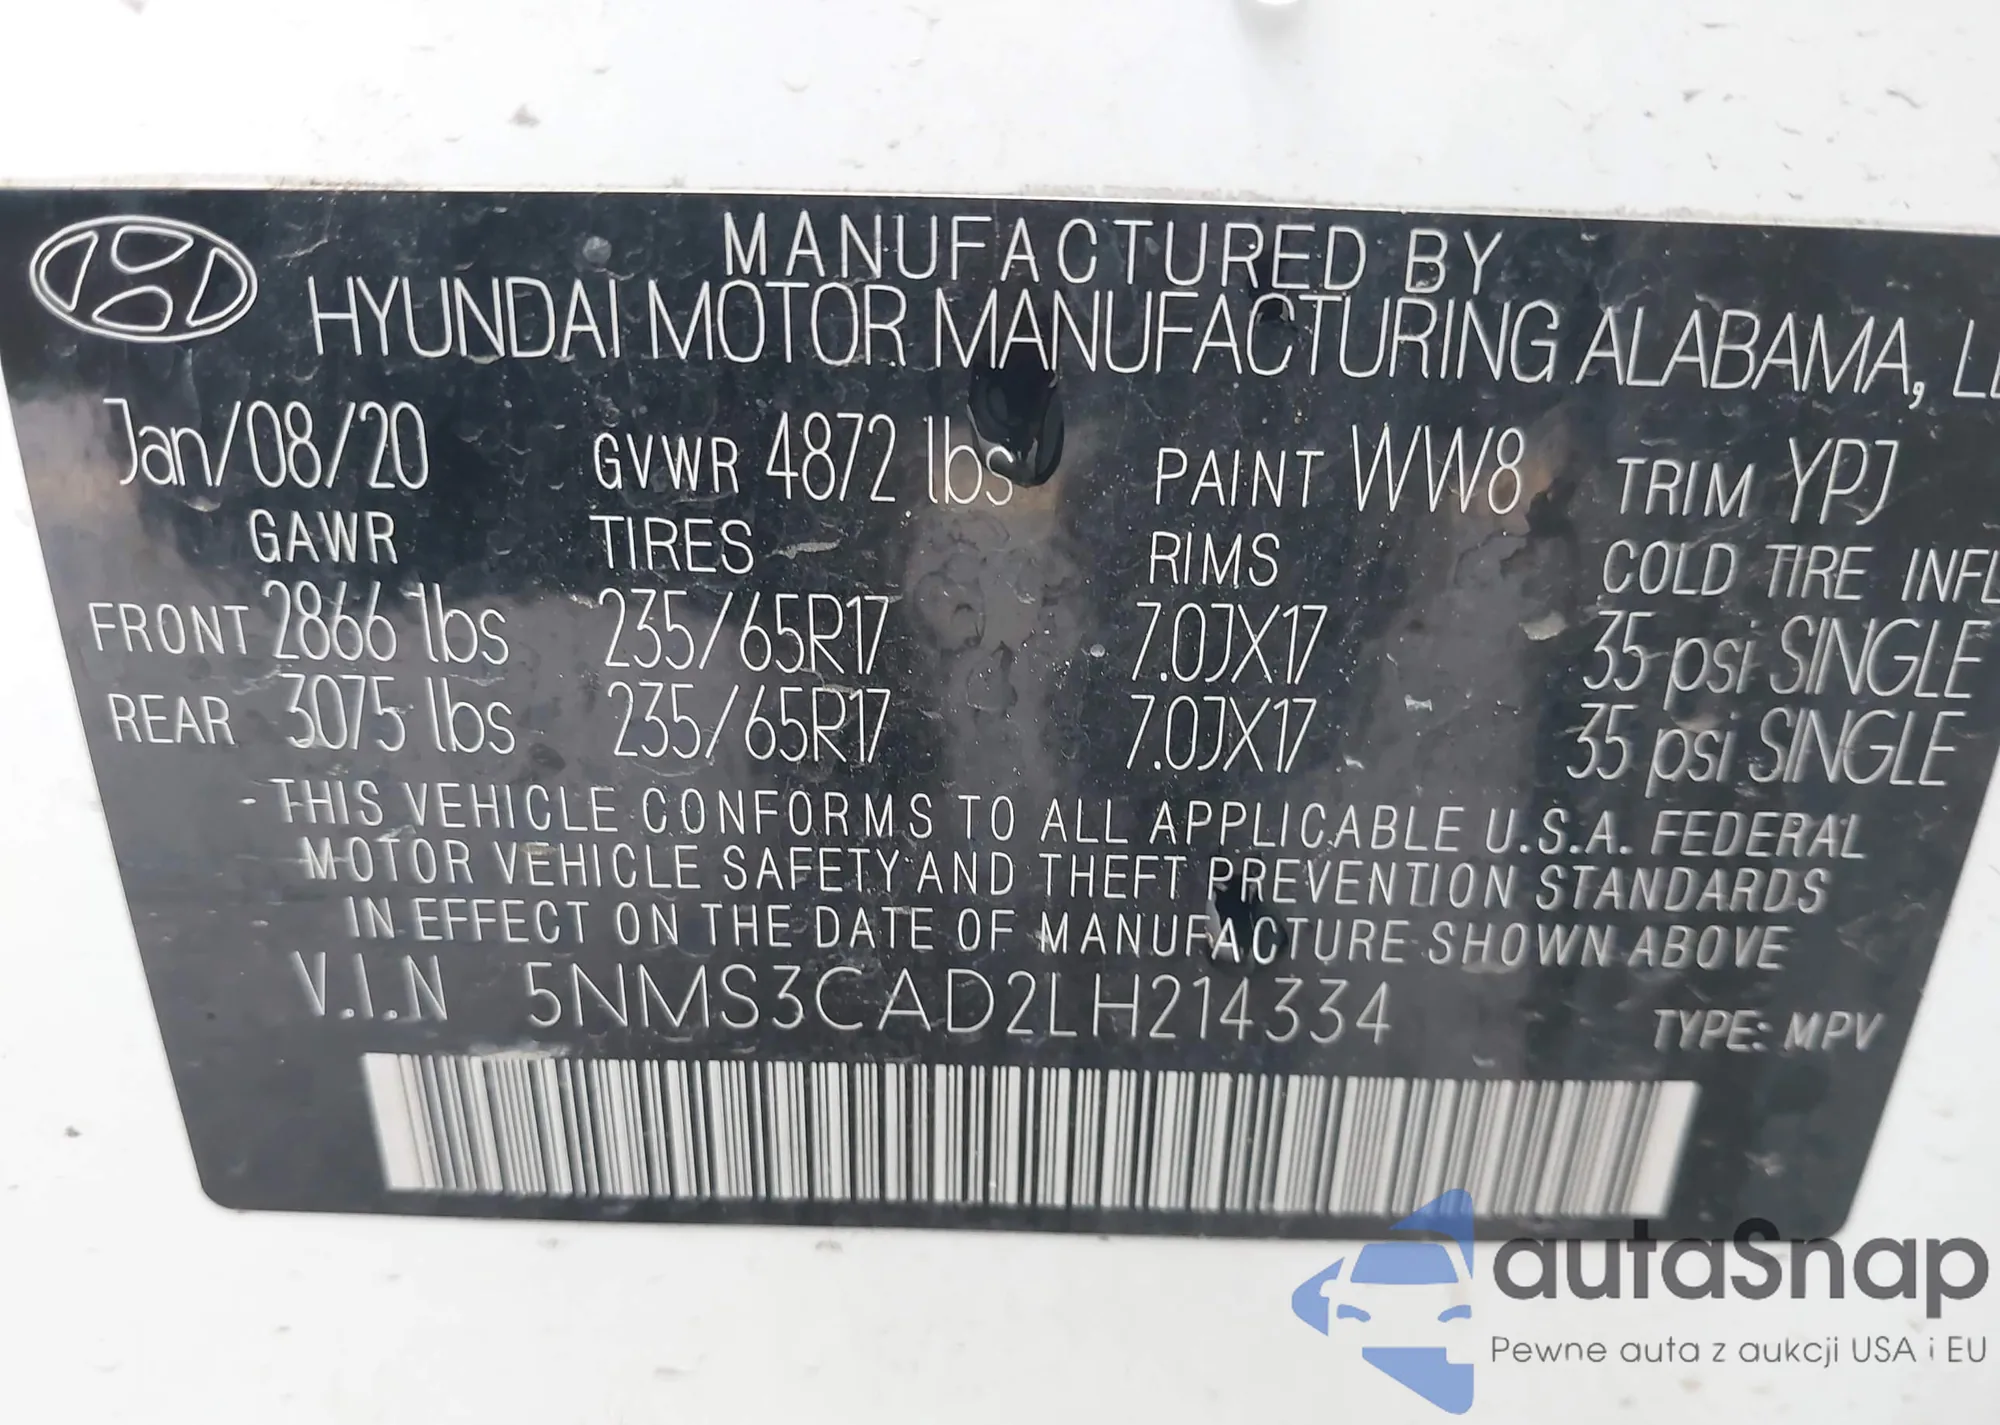 MANUFACTURED BY
HYUNDAI MOTOR MANUFACTURING ALABAMA,
Jan/08/20 GVWR 4872 lbs PAINT WW8 TRIM YPJ
GAWR TIRES RIMS COLD TIRE INFL
FRONT 2866 lbs 235/65R17 7.0JX17 35 psi SINGLE
REAR 3075 lbs 235/65R17 7.0JX17 35 psi SINGLE
THIS VEHICLE CONFORMS TO ALL APPLICABLE U.S.A. FEDERAL
MOTOR VEHICLE SAFETY AND THEFT PREVENTION STANDARDS
IN EFFECT ON THE DATE OF MANUFACTURE SHOWN ABOVE
V.I.N 5NMS3CAD2LH214334
TYPE: MPV
autaSnap
Pewne auta z aukcji USA i EU